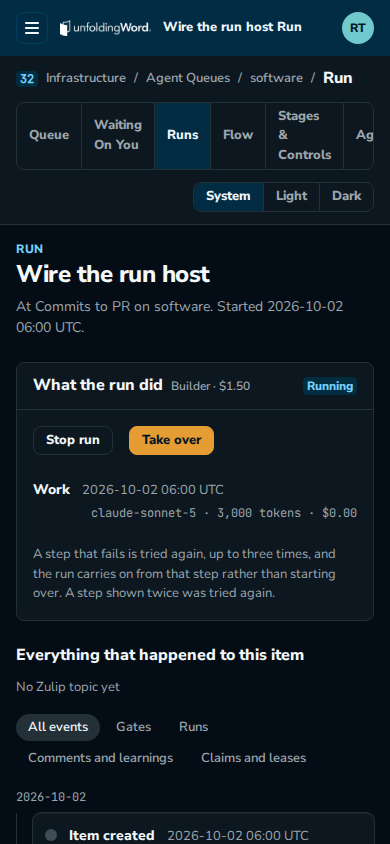 unfoldingWord. Wire the run host Run RT
32 Infrastructure / Agent Queues / software / Run
Queue
Waiting
On You
Runs
Flow
Stages
&
Controls
Ag
System Light Dark
RUN
Wire the run host
At Commits to PR on software. Started 2026-10-02
06:00 UTC.
What the run did Builder · $1.50 Running
Stop run Take over
Work 2026-10-02 06:00 UTC
claude-sonnet-5 · 3,000 tokens · $0.00
A step that fails is tried again, up to three times, and
the run carries on from that step rather than starting
over. A step shown twice was tried again.
Everything that happened to this item
No Zulip topic yet
All events Gates Runs
Comments and learnings Claims and leases
2026-10-02
Item created 2026-10-02 06:00 UTC